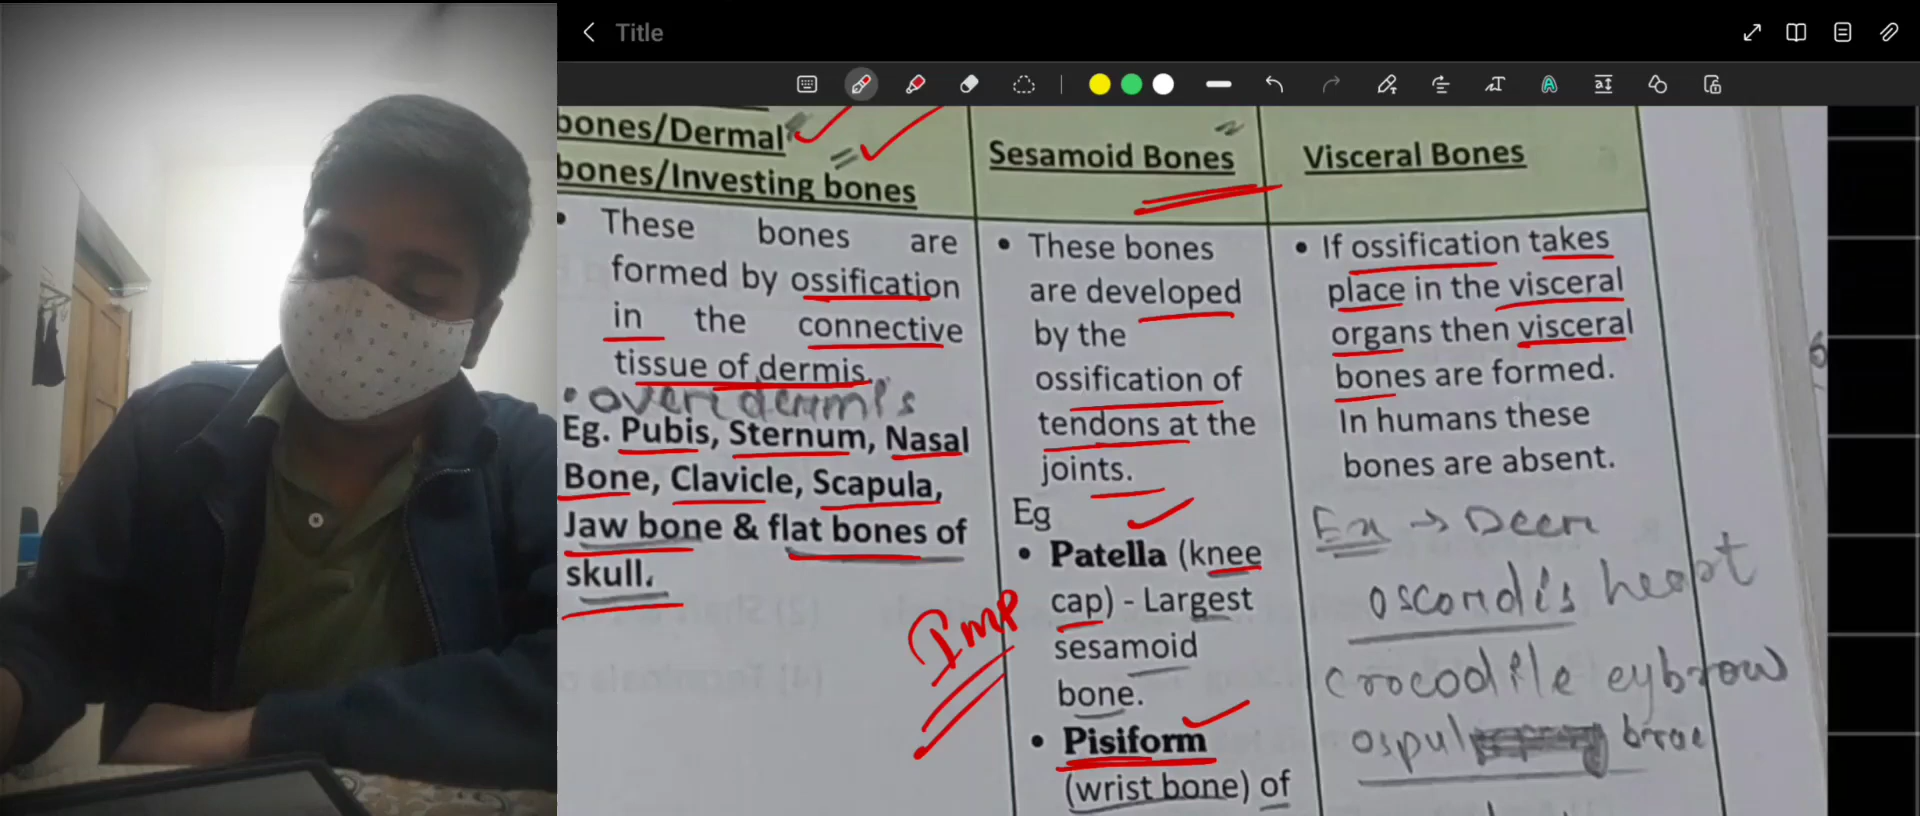 Title
bones/Dermal
bones/Investing bones
• These bones are
formed by ossification
in the connective
tissue of dermis.
• over dermis
Eg. Pubis, Sternum, Nasal
Bone, Clavicle, Scapula,
Jaw bone & flat bones of
skull.
Imp
Sesamoid Bones
• These bones
are developed
by the
ossification of
tendons at the
joints.
Eg
• Patella (knee
cap) - Largest
sesamoid
bone.
• Pisiform
(wrist bone) of
Visceral Bones
• If ossification takes
place in the visceral
organs then visceral
bones are formed.
In humans these
bones are absent.
Ex → Deer
oscordis heart
crocodile eybrow